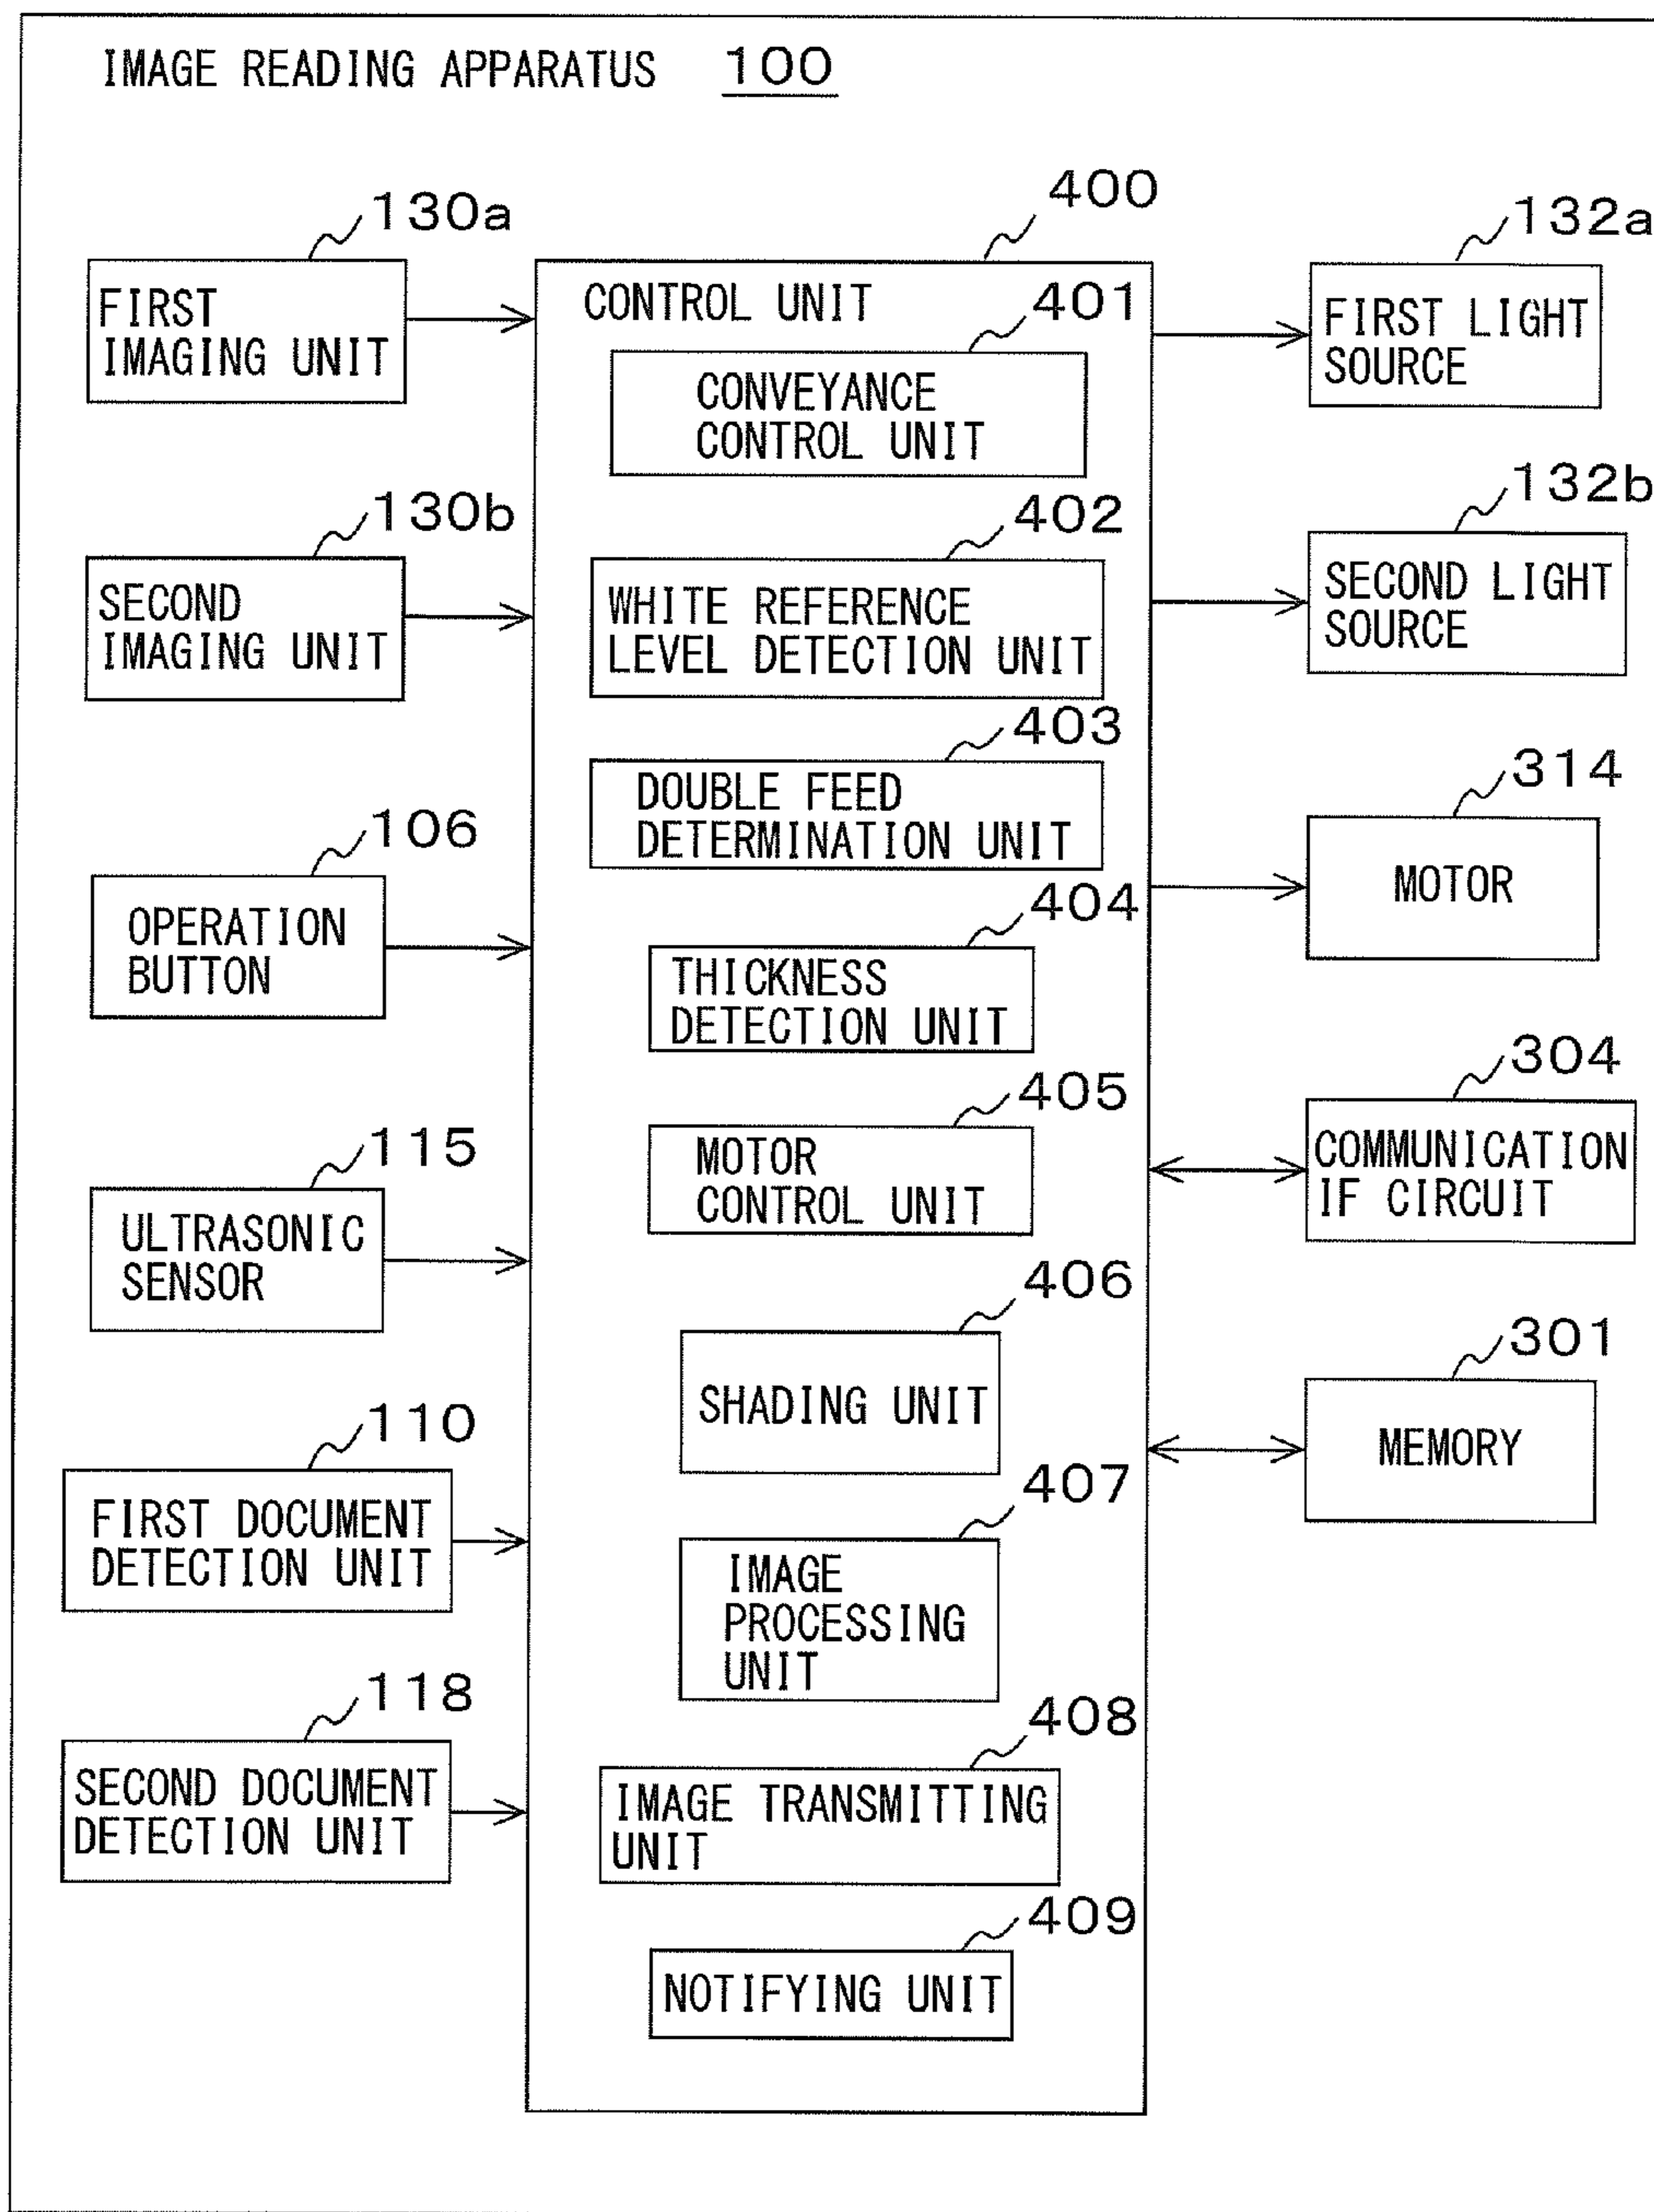 IMAGE READING APPARATUS 100
130a
FIRST
IMAGING UNIT
130b
SECOND
IMAGING UNIT
106
OPERATION
BUTTON
115
ULTRASONIC
SENSOR
110
FIRST DOCUMENT
DETECTION UNIT
118
SECOND DOCUMENT
DETECTION UNIT
400
CONTROL UNIT
401
CONVEYANCE
CONTROL UNIT
402
WHITE REFERENCE
LEVEL DETECTION UNIT
403
DOUBLE FEED
DETERMINATION UNIT
404
THICKNESS
DETECTION UNIT
405
MOTOR
CONTROL UNIT
406
SHADING UNIT
407
IMAGE
PROCESSING
UNIT
408
IMAGE TRANSMITTING
UNIT
409
NOTIFYING UNIT
132a
FIRST LIGHT
SOURCE
132b
SECOND LIGHT
SOURCE
314
MOTOR
304
COMMUNICATION
IF CIRCUIT
301
MEMORY